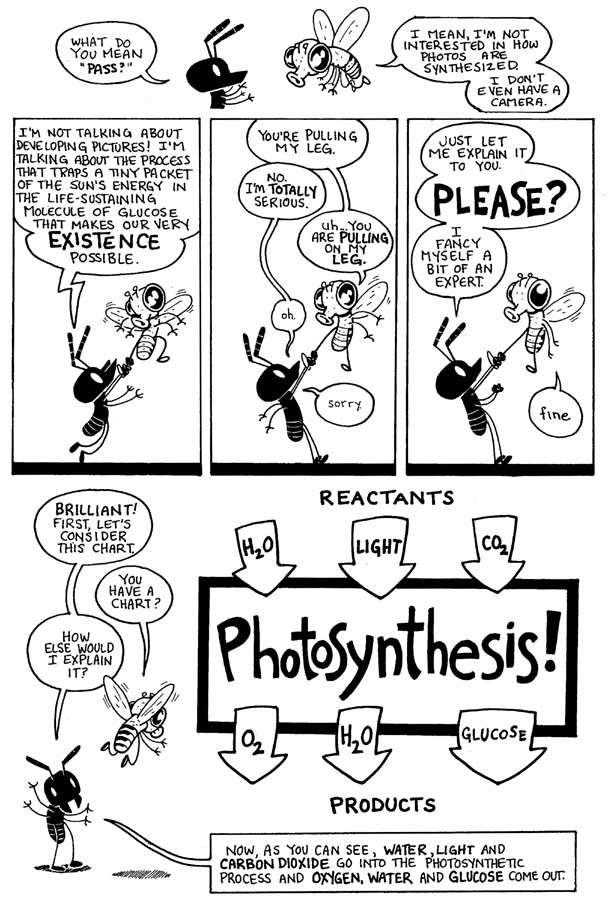 WHAT DO
YOU MEAN
"PASS?"
I MEAN, I'M NOT
INTERESTED IN HOW
PHOTOS ARE
SYNTHESIZED.
I DON'T
EVEN HAVE A
CAMERA.
I'M NOT TALKING ABOUT
DEVELOPING PICTURES! I'M
TALKING ABOUT THE PROCESS
THAT TRAPS A TINY PACKET
OF THE SUN'S ENERGY IN
THE LIFE-SUSTAINING
MOLECULE OF GLUCOSE
THAT MAKES OUR VERY
EXISTENCE
POSSIBLE.
YOU'RE PULLING
MY LEG.
NO.
I'M TOTALLY
SERIOUS.
uh...YOU
ARE PULLING
ON MY
LEG.
oh.
sorry.
JUST LET
ME EXPLAIN IT
TO YOU.
PLEASE?
I
FANCY
MYSELF A
BIT OF AN
EXPERT.
fine.
BRILLIANT!
FIRST, LET'S
CONSIDER
THIS CHART.
YOU
HAVE A
CHART?
HOW
ELSE WOULD
I EXPLAIN
IT?
REACTANTS
H2O LIGHT CO2
Photosynthesis!
O2 H2O GLUCOSE
PRODUCTS
NOW, AS YOU CAN SEE, WATER, LIGHT AND
CARBON DIOXIDE GO INTO THE PHOTOSYNTHETIC
PROCESS AND OXYGEN, WATER AND GLUCOSE COME OUT.